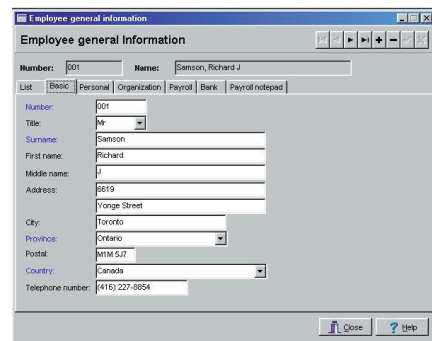 Employee general information
Employee general Information
Number: 001 Name: Samson, Richard J
List Basic Personal Organization Payroll Bank Payroll notepad
Number: 001
Title: Mr
Surname: Samson
First name: Richard
Middle name: J
Address: 6619
Yonge Street
City: Toronto
Province: Ontario
Postal: M1M 5J7
Country: Canada
Telephone number: (416) 227-8854
Close Help